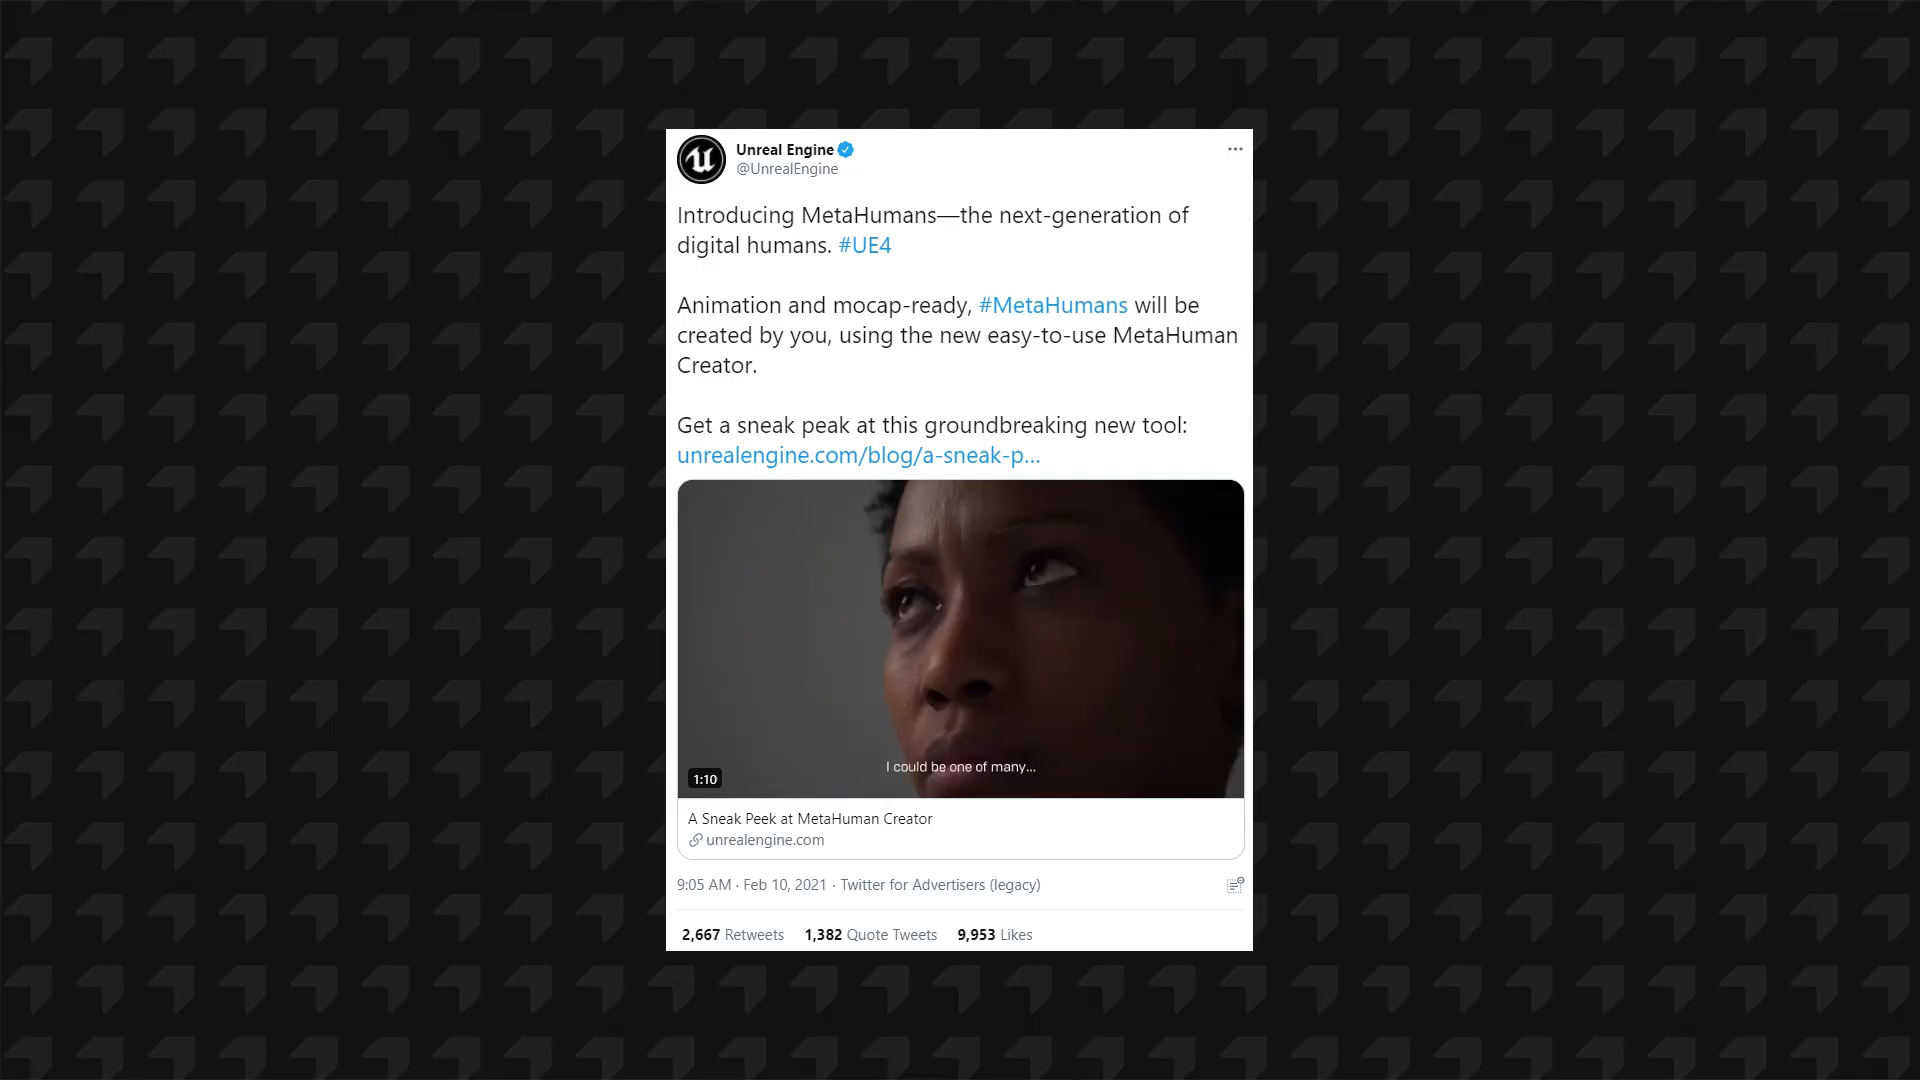 Unreal Engine
@UnrealEngine
Introducing MetaHumans—the next-generation of
digital humans. #UE4
Animation and mocap-ready, #MetaHumans will be
created by you, using the new easy-to-use MetaHuman
Creator.
Get a sneak peak at this groundbreaking new tool:
unrealengine.com/blog/a-sneak-p...
I could be one of many...
1:10
A Sneak Peek at MetaHuman Creator
unrealengine.com
9:05 AM · Feb 10, 2021 · Twitter for Advertisers (legacy)
2,667 Retweets 1,382 Quote Tweets 9,953 Likes